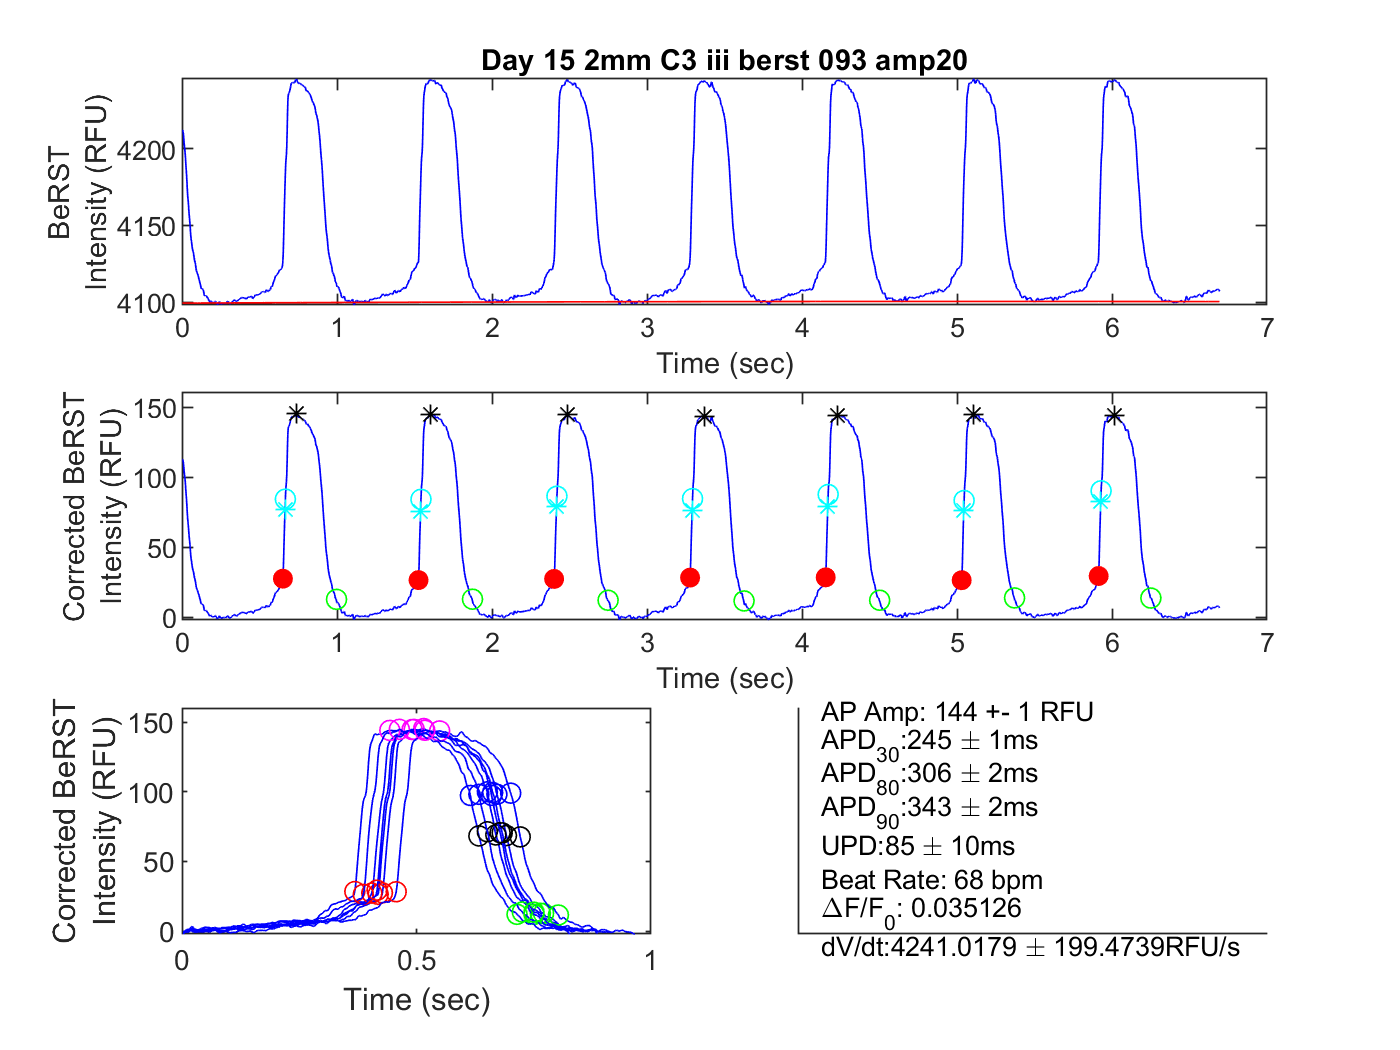 Day 15 2mm C3 iii berst 093 amp20
BeRST
Intensity (RFU)
4200
4150
4100
0 1 2 3 4 5 6 7
Time (sec)
Corrected BeRST
Intensity (RFU)
150
100
50
0
0 1 2 3 4 5 6 7
Time (sec)
Corrected BeRST
Intensity (RFU)
150
100
50
0
0 0.5 1
Time (sec)
AP Amp: 144 +- 1 RFU
APD30:245 ± 1ms
APD80:306 ± 2ms
APD90:343 ± 2ms
UPD:85 ± 10ms
Beat Rate: 68 bpm
ΔF/F0: 0.035126
dV/dt:4241.0179 ± 199.4739RFU/s